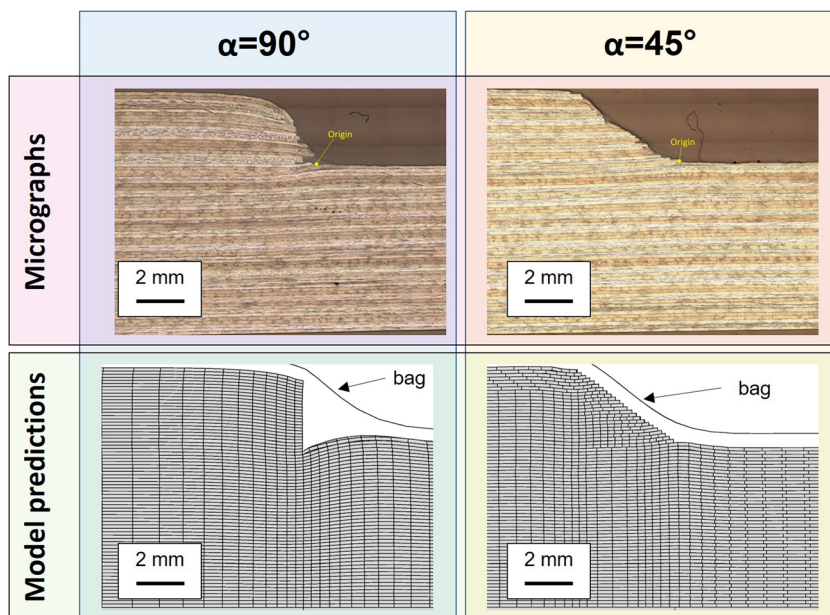 α=90°
α=45°
Micrographs
Origin
2 mm
Origin
2 mm
Model predictions
bag
2 mm
bag
2 mm